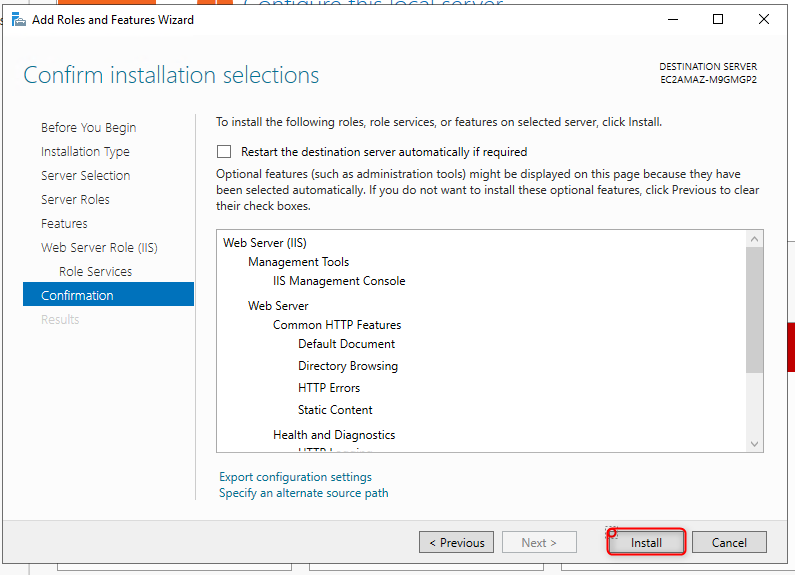 Configure this local server
Add Roles and Features Wizard
Confirm installation selections
DESTINATION SERVER
EC2AMAZ-M9GMGP2
Before You Begin
Installation Type
Server Selection
Server Roles
Features
Web Server Role (IIS)
Role Services
Confirmation
Results
To install the following roles, role services, or features on selected server, click Install.
Restart the destination server automatically if required
Optional features (such as administration tools) might be displayed on this page because they have
been selected automatically. If you do not want to install these optional features, click Previous to clear
their check boxes.
Web Server (IIS)
Management Tools
IIS Management Console
Web Server
Common HTTP Features
Default Document
Directory Browsing
HTTP Errors
Static Content
Health and Diagnostics
HTTP Logging
Export configuration settings
Specify an alternate source path
< Previous
Next >
Install
Cancel